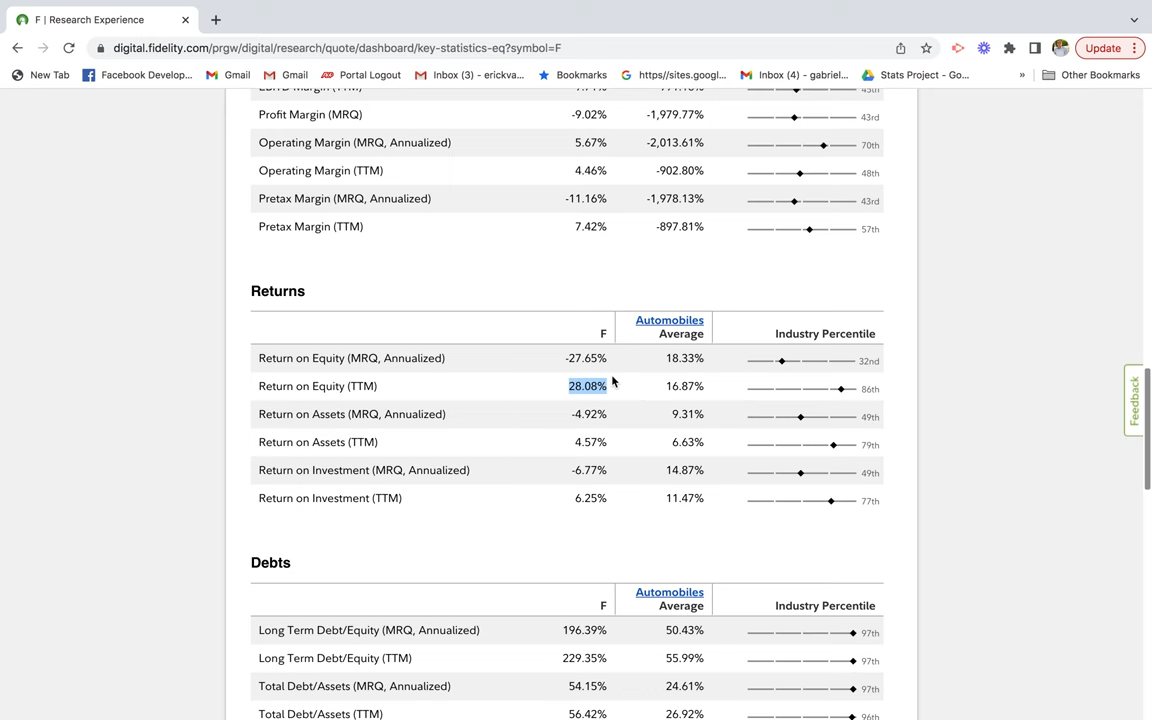 F | Research Experience
digital.fidelity.com/prgw/digital/research/quote/dashboard/key-statistics-eq?symbol=F
Update
New Tab Facebook Develop... Gmail Gmail Portal Logout Inbox (3) - erickva... Bookmarks https//sites.googl... Inbox (4) - gabriel... Stats Project - Go... » Other Bookmarks
Profit Margin (MRQ) -9.02% -1,979.77% 43rd
Operating Margin (MRQ, Annualized) 5.67% -2,013.61% 70th
Operating Margin (TTM) 4.46% -902.80% 48th
Pretax Margin (MRQ, Annualized) -11.16% -1,978.13% 43rd
Pretax Margin (TTM) 7.42% -897.81% 57th
Returns
F Automobiles Average Industry Percentile
Return on Equity (MRQ, Annualized) -27.65% 18.33% 32nd
Return on Equity (TTM) 28.08% 16.87% 86th
Return on Assets (MRQ, Annualized) -4.92% 9.31% 49th
Return on Assets (TTM) 4.57% 6.63% 79th
Return on Investment (MRQ, Annualized) -6.77% 14.87% 49th
Return on Investment (TTM) 6.25% 11.47% 77th
Feedback
Debts
F Automobiles Average Industry Percentile
Long Term Debt/Equity (MRQ, Annualized) 196.39% 50.43% 97th
Long Term Debt/Equity (TTM) 229.35% 55.99% 97th
Total Debt/Assets (MRQ, Annualized) 54.15% 24.61% 97th
Total Debt/Assets (TTM) 56.42% 26.92% 96th